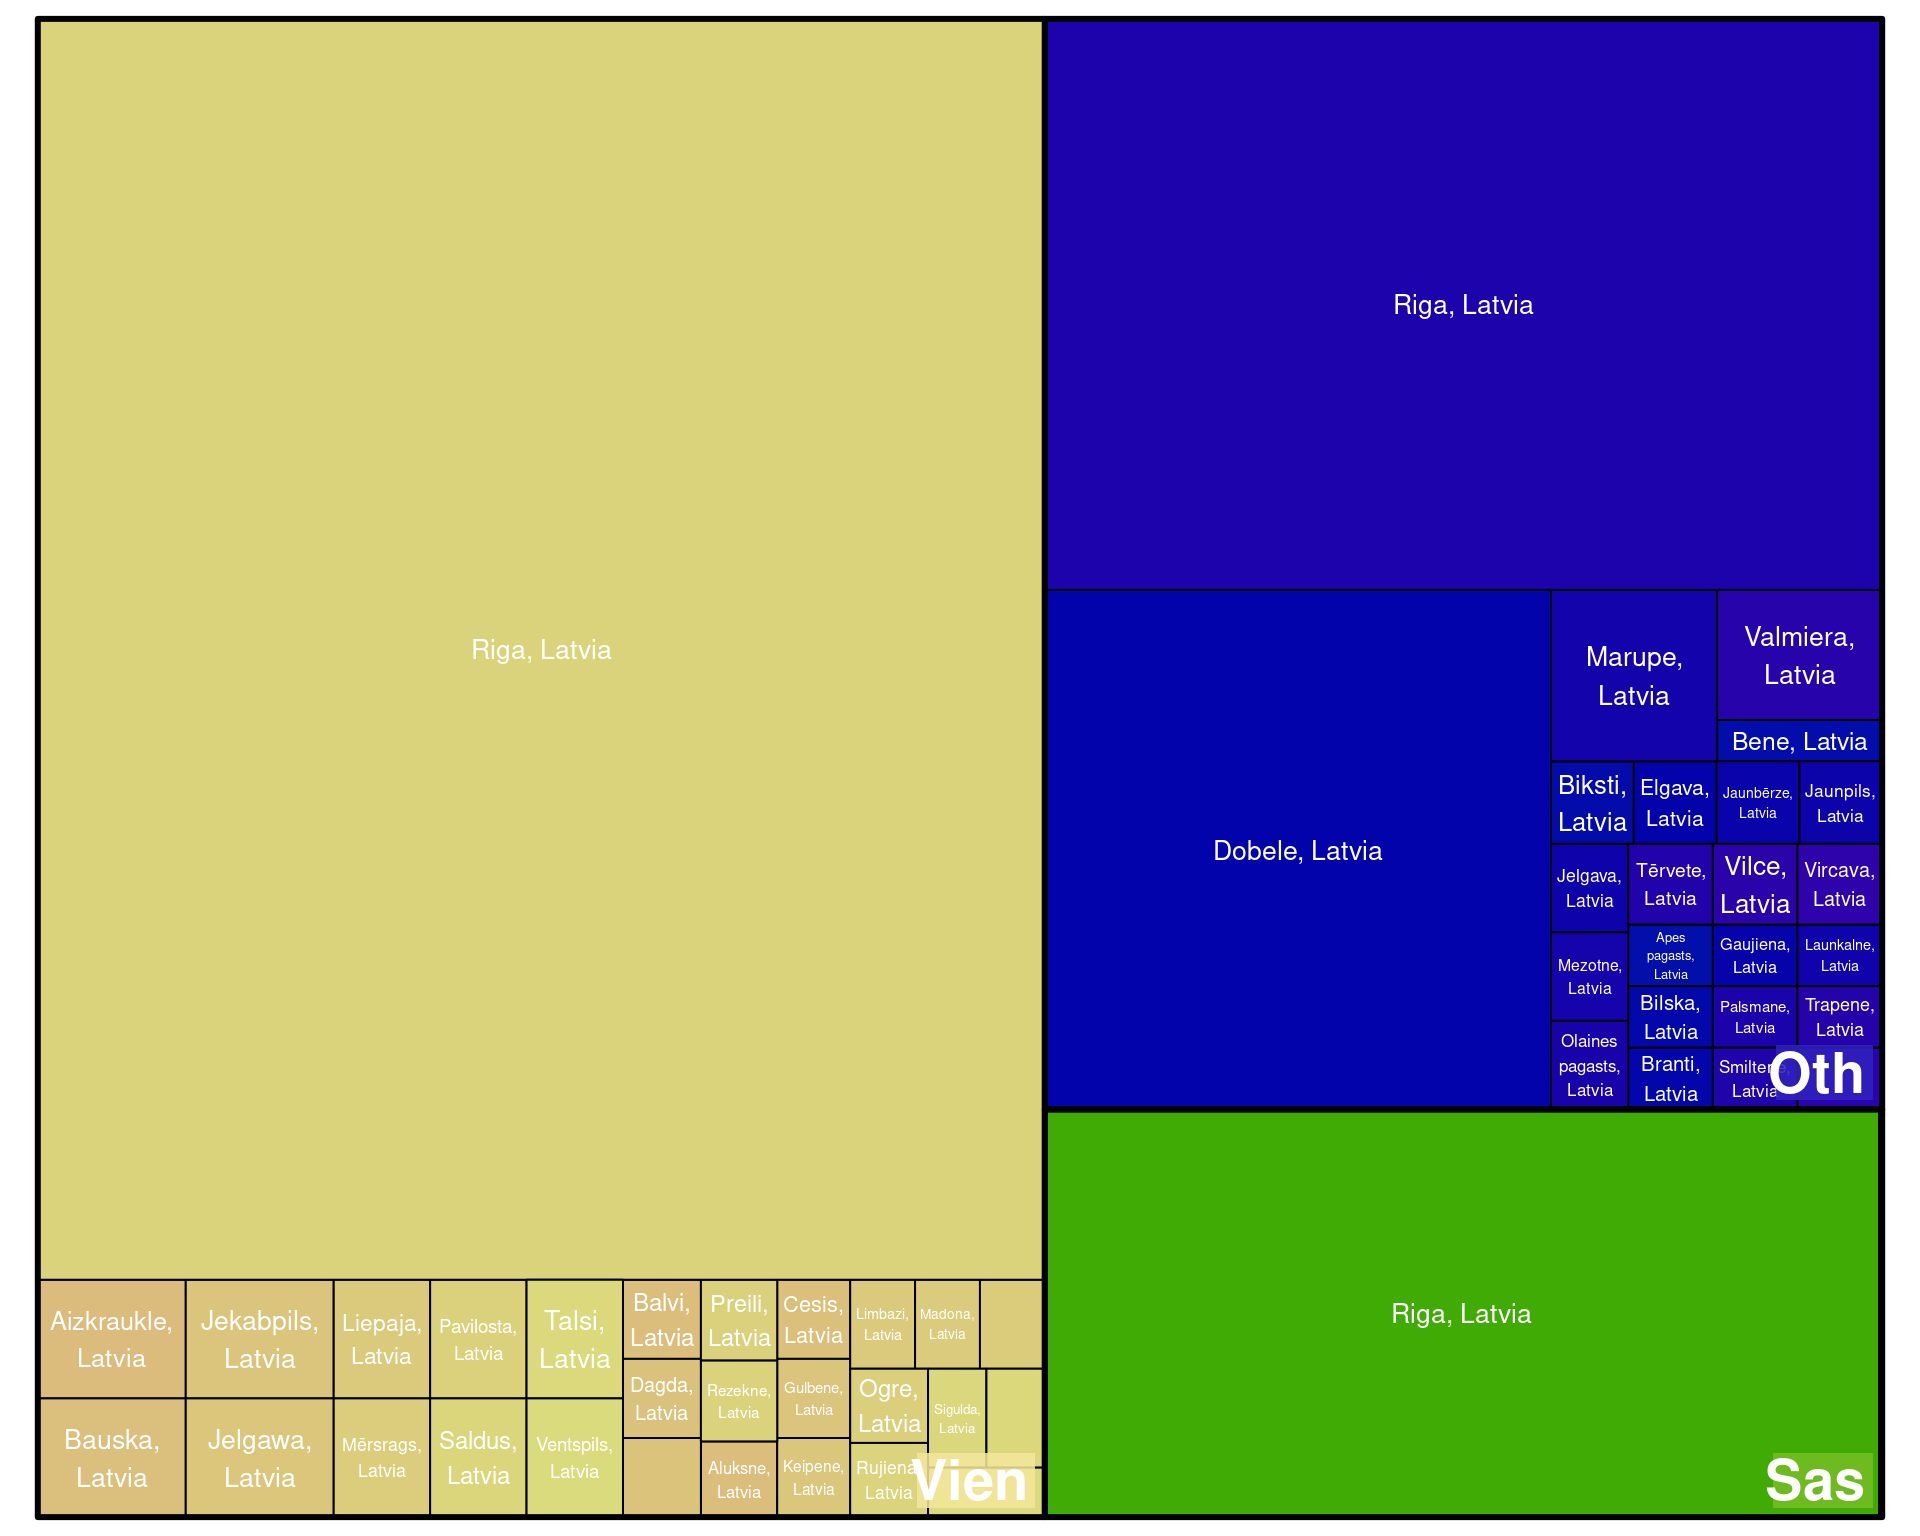 Riga, Latvia
Aizkraukle,
Latvia
Jekabpils,
Latvia
Liepaja,
Latvia
Pavilosta,
Latvia
Talsi,
Latvia
Bauska,
Latvia
Jelgawa,
Latvia
Mērsrags,
Latvia
Saldus,
Latvia
Ventspils,
Latvia
Balvi,
Latvia
Preili,
Latvia
Cesis,
Latvia
Limbazi,
Latvia
Madona,
Latvia
Dagda,
Latvia
Rezekne,
Latvia
Gulbene,
Latvia
Ogre,
Latvia
Sigulda,
Latvia
Aluksne,
Latvia
Keipene,
Latvia
Rujiena,
Latvia
Vien
Riga, Latvia
Dobele, Latvia
Marupe,
Latvia
Valmiera,
Latvia
Bene, Latvia
Biksti,
Latvia
Elgava,
Latvia
Jaunbērze,
Latvia
Jaunpils,
Latvia
Jelgava,
Latvia
Tērvete,
Latvia
Vilce,
Latvia
Vircava,
Latvia
Mezotne,
Latvia
Apes
pagasts,
Latvia
Gaujiena,
Latvia
Launkalne,
Latvia
Bilska,
Latvia
Palsmane,
Latvia
Trapene,
Latvia
Olaines
pagasts,
Latvia
Branti,
Latvia
Smiltene,
Latvia
Oth
Riga, Latvia
Sas